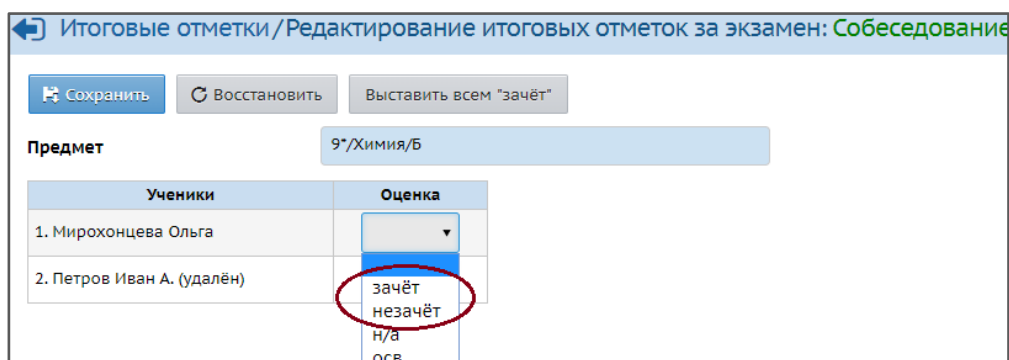 Итоговые отметки/Редактирование итоговых отметок за экзамен: Собеседование
Сохранить Восстановить Выставить всем "зачёт"
Предмет 9*/Химия/Б
Ученики Оценка
1. Мирохонцева Ольга
2. Петров Иван А. (удалён)
зачёт
незачёт
н/а
осв